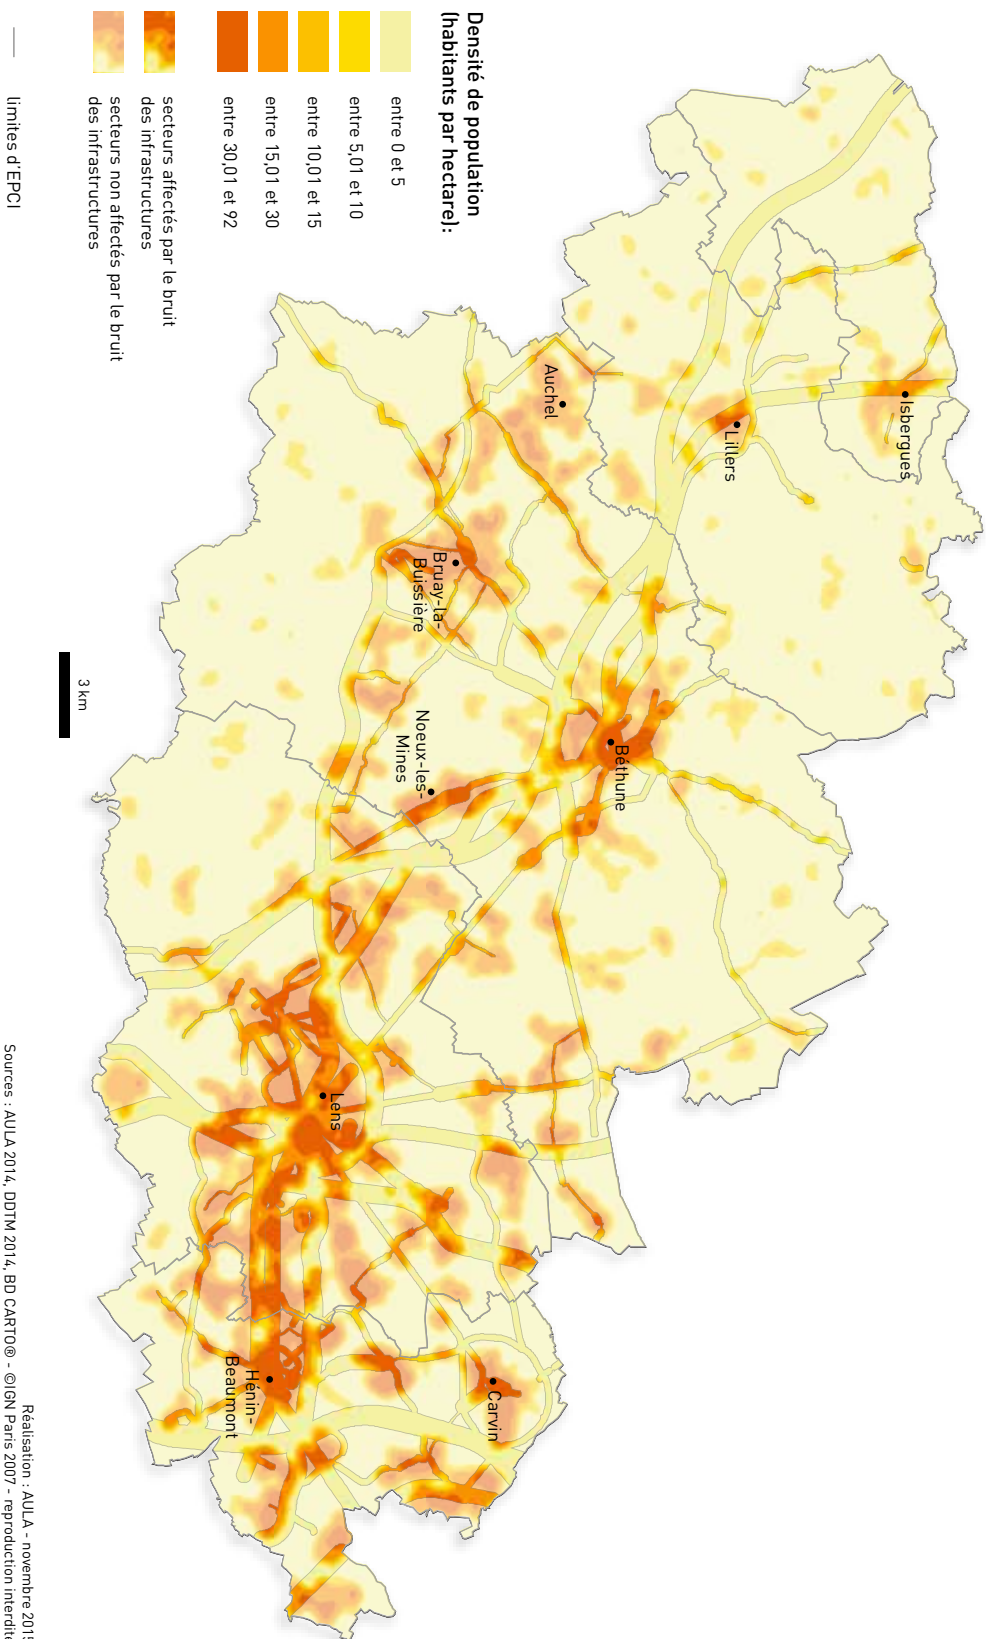 Densité de population
(habitants par hectare):
entre 0 et 5
entre 5,01 et 10
entre 10,01 et 15
entre 15,01 et 30
entre 30,01 et 92
secteurs affectés par le bruit
des infrastructures
secteurs non affectés par le bruit
des infrastructures
limites d'EPCI
Isbergues
Lillers
Auchel
Bruay-la-
Buissière
Béthune
Noeux-les-
Mines
Lens
Carvin
Hénin-
Beaumont
3 km
Réalisation : AULA - novembre 2015
Sources : AULA 2014, DDTM 2014, BD CARTO® - ©IGN Paris 2007 - reproduction interdite